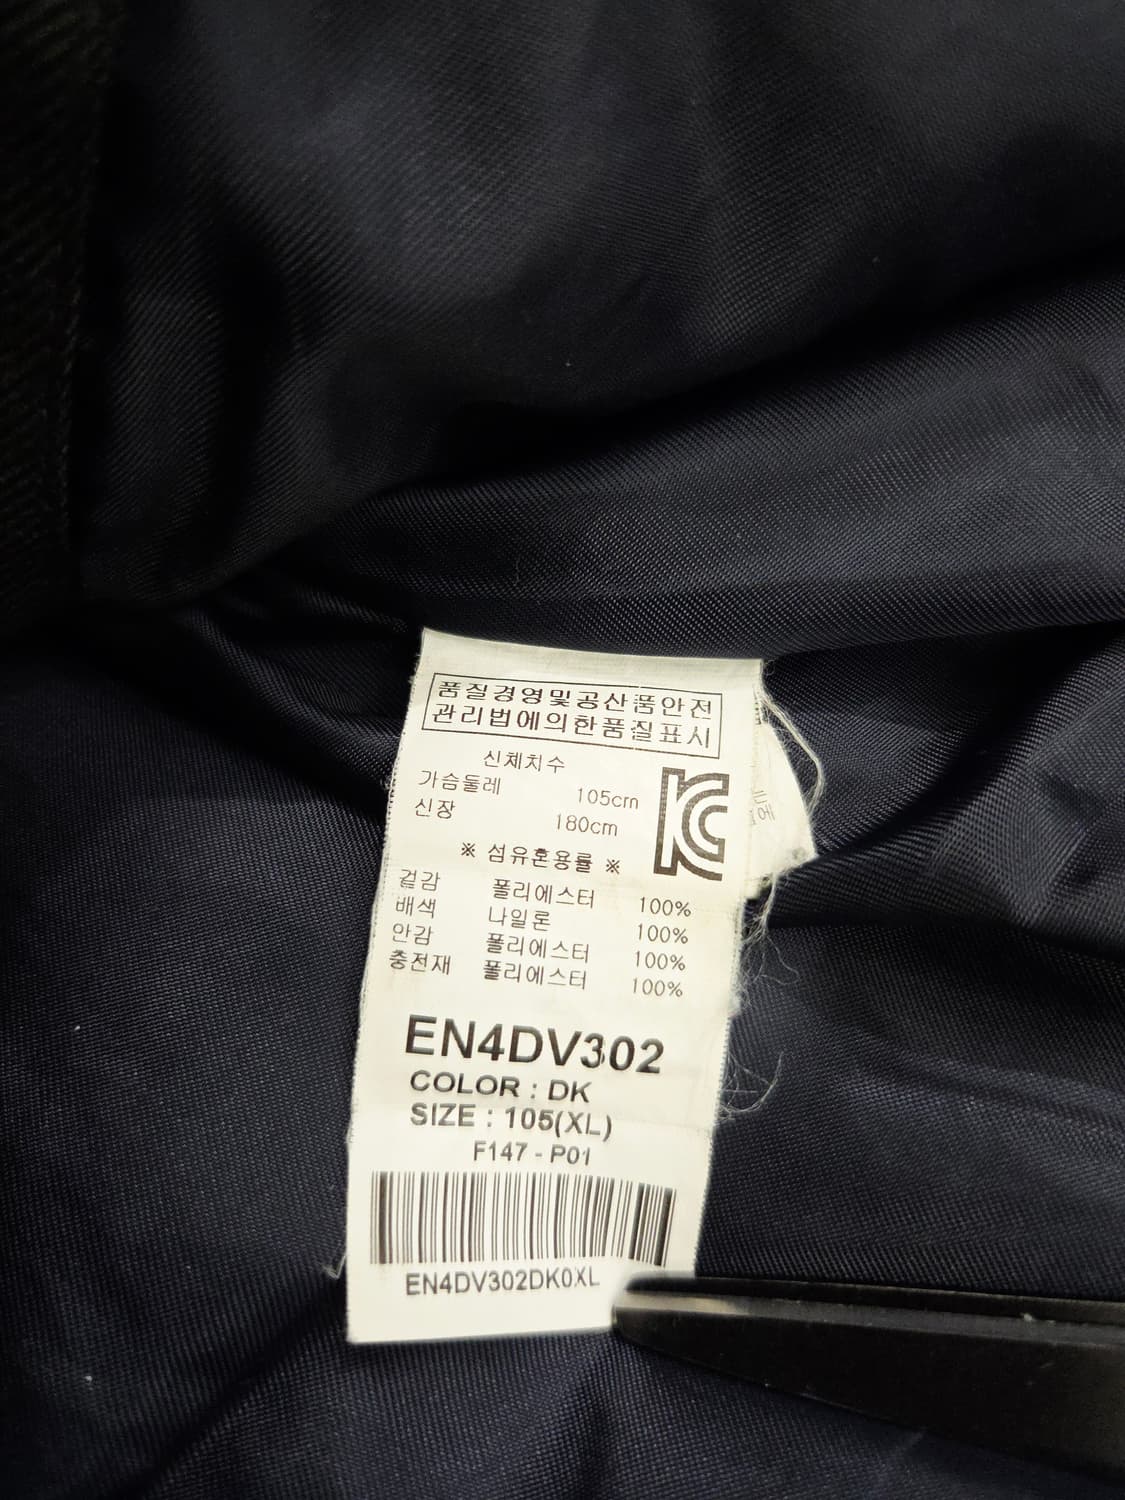 품질경영및공산품안전
관리법에의한품질표시
신체치수
가슴둘레 105cm
신장 180cm
KC
※ 섬유혼용률 ※
겉감 폴리에스터 100%
배색 나일론 100%
안감 폴리에스터 100%
충전재 폴리에스터 100%
EN4DV302
COLOR : DK
SIZE : 105(XL)
F147 - P01
EN4DV302DK0XL